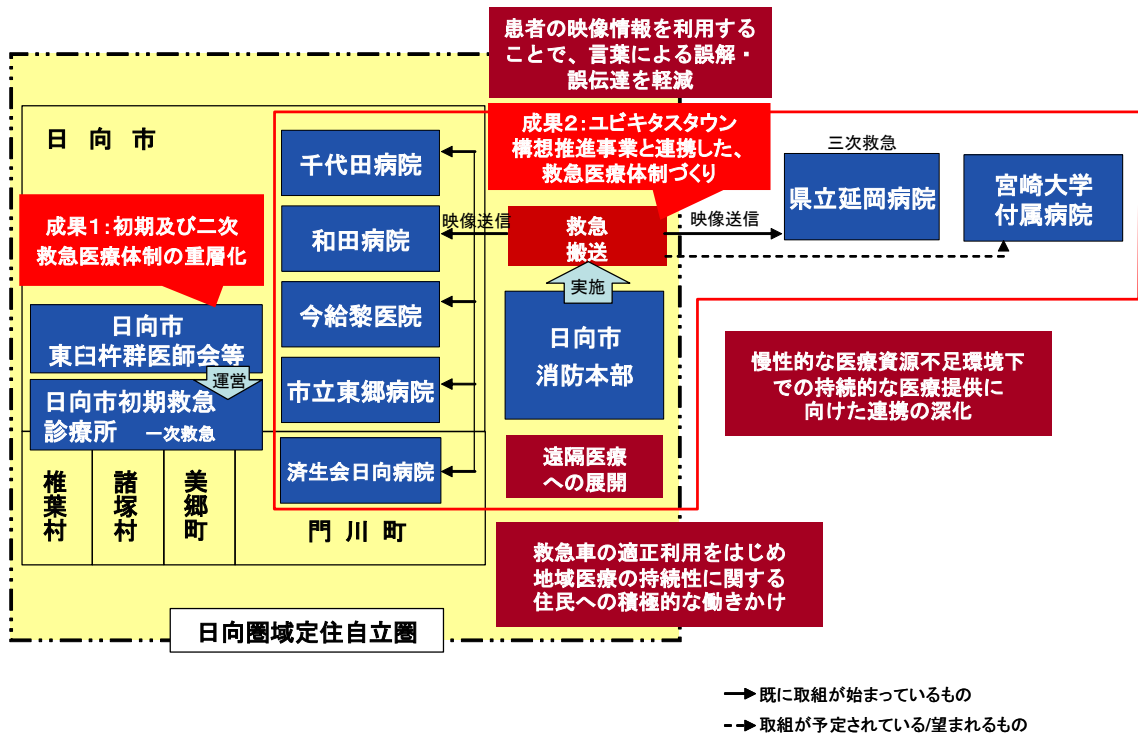 患者の映像情報を利用する
ことで、言葉による誤解・
誤伝達を軽減
日向市
成果2:ユビキタスタウン
構想推進事業と連携した、
救急医療体制づくり
千代田病院
三次救急
県立延岡病院
宮崎大学
付属病院
成果1:初期及び二次
救急医療体制の重層化
和田病院
映像送信
救急
搬送
映像送信
実施
今給黎医院
日向市
東臼杵群医師会等
運営
日向市
消防本部
市立東郷病院
日向市初期救急
診療所 一次救急
慢性的な医療資源不足環境下
での持続的な医療提供に
向けた連携の深化
済生会日向病院
遠隔医療
への展開
椎葉村
諸塚村
美郷町
門川町
救急車の適正利用をはじめ
地域医療の持続性に関する
住民への積極的な働きかけ
日向圏域定住自立圏
既に取組が始まっているもの
取組が予定されている/望まれるもの